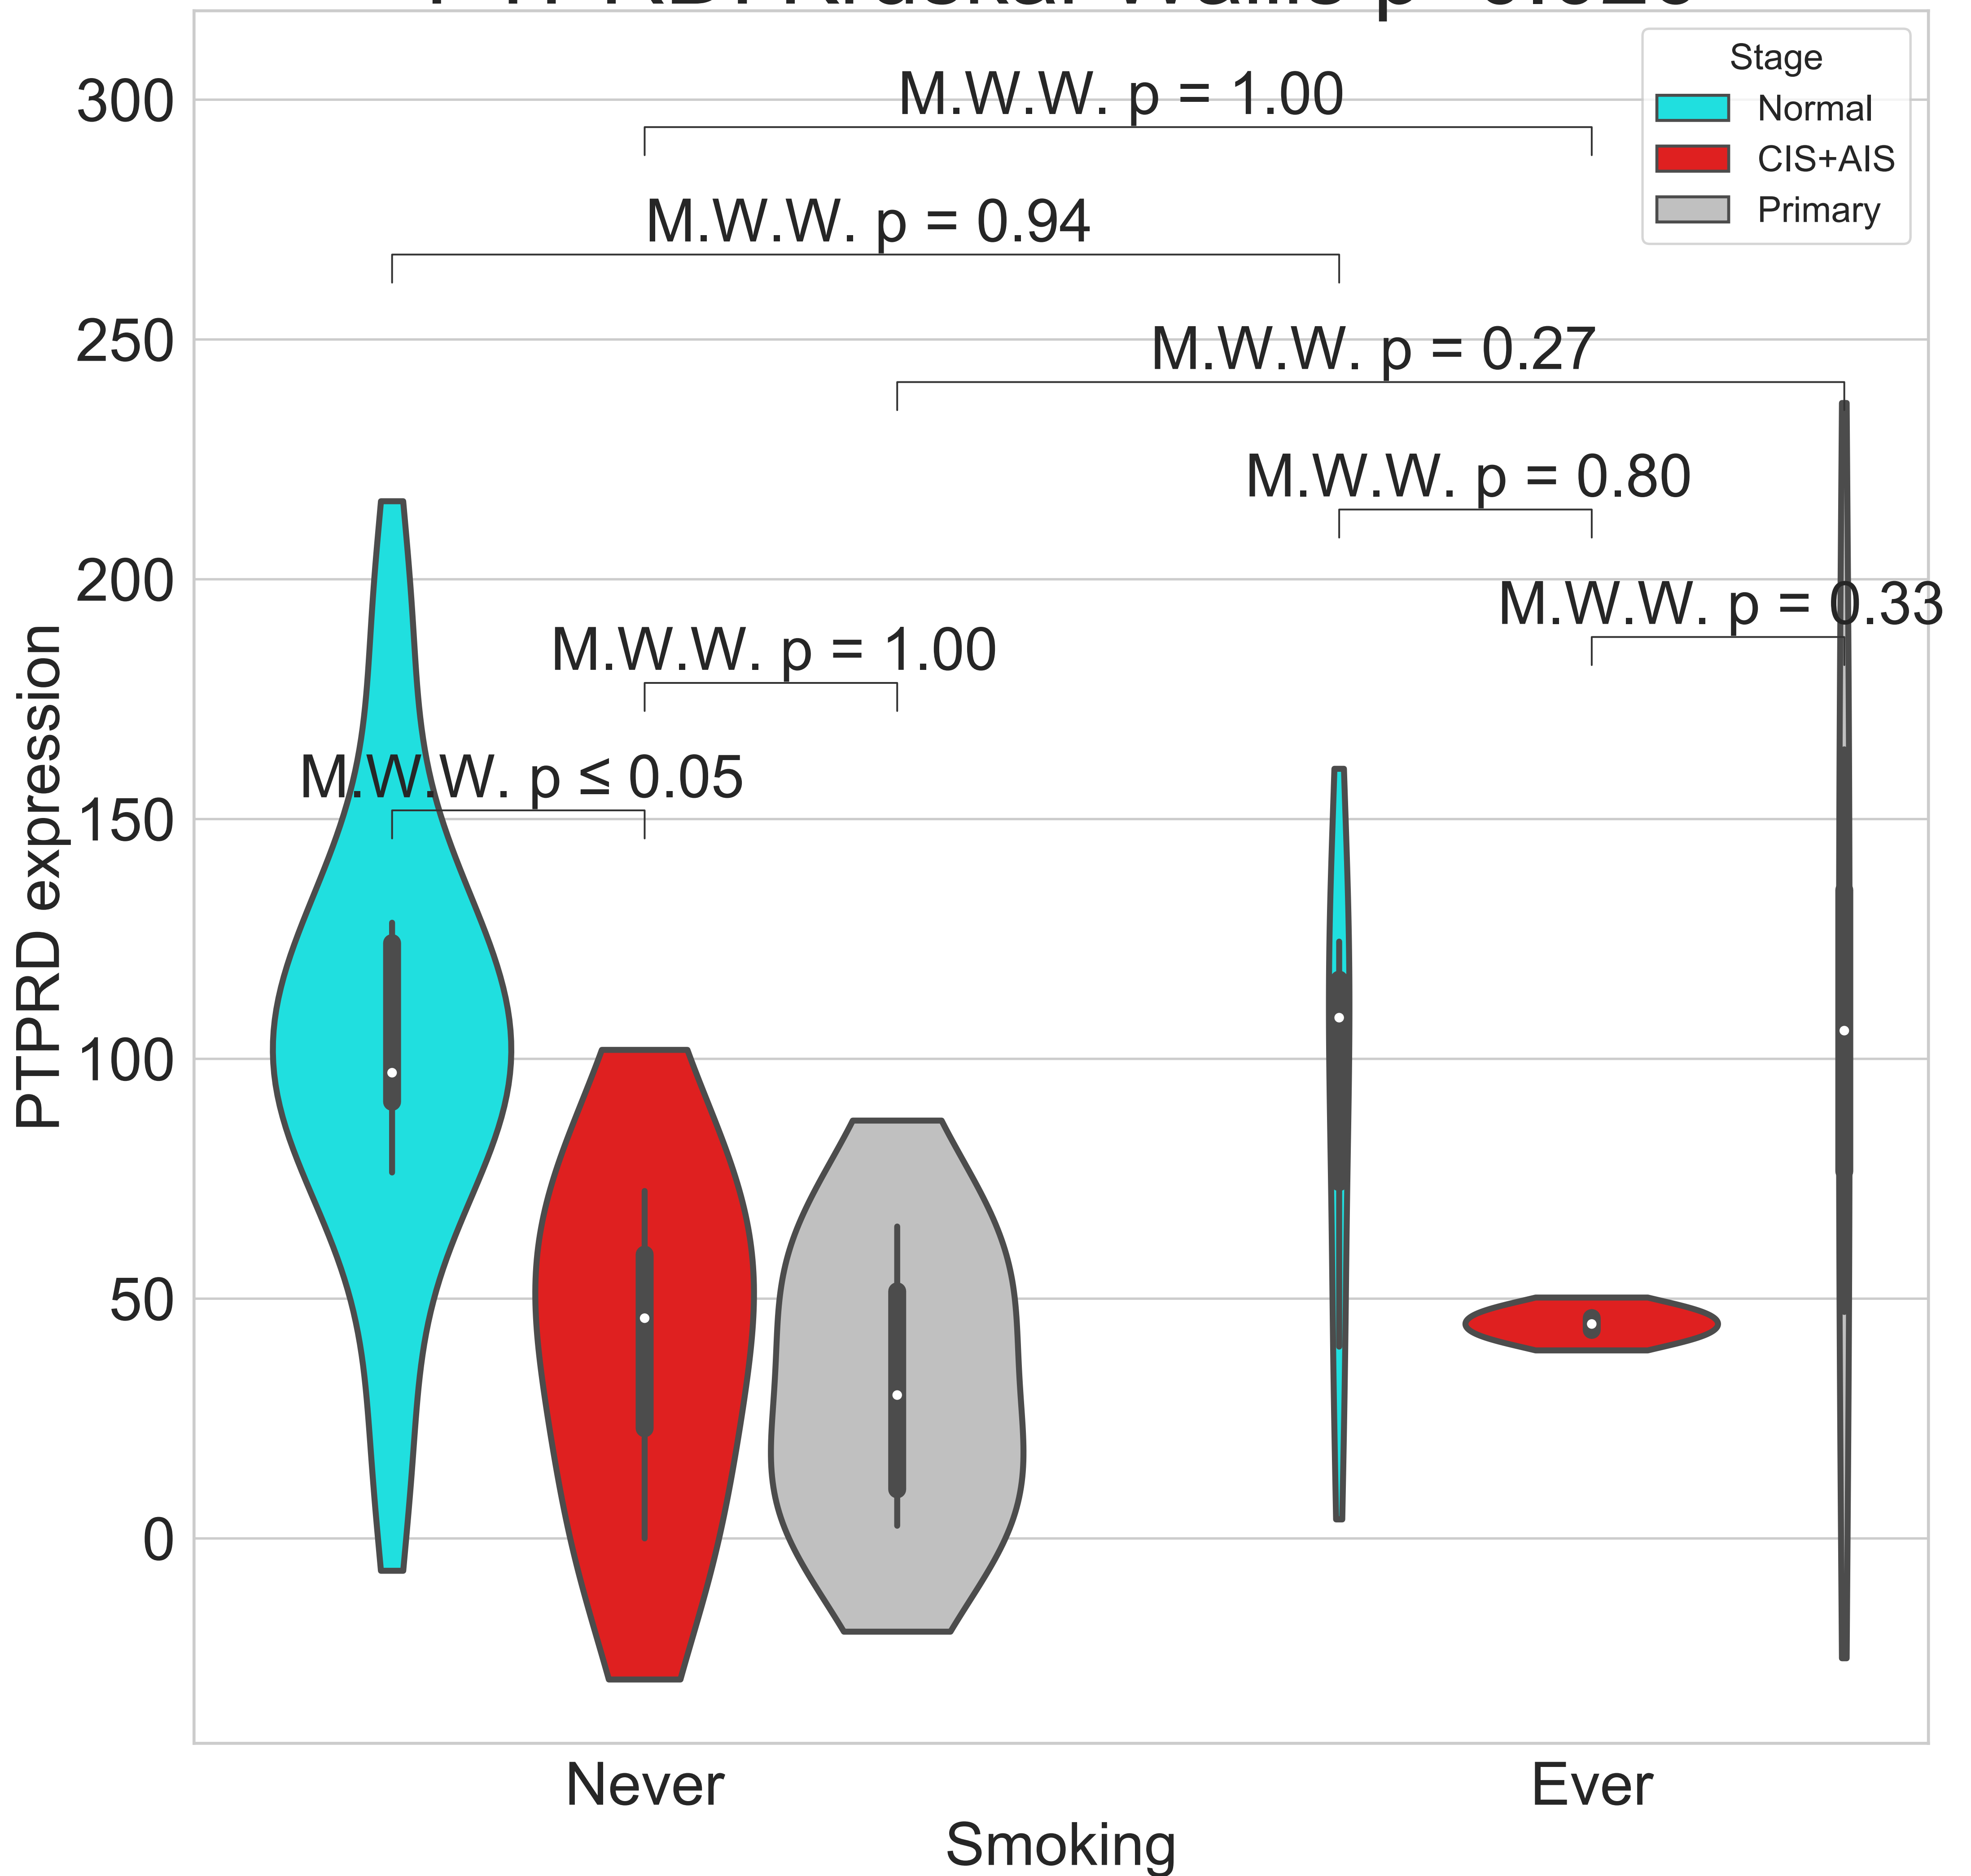 Stage
Normal
CIS+AIS
Primary
M.W.W. p = 1.00
M.W.W. p = 0.94
M.W.W. p = 0.27
M.W.W. p = 0.80
M.W.W. p = 0.33
M.W.W. p = 1.00
M.W.W. p ≤ 0.05
300
250
200
150
100
50
0
PTPRD expression
Never
Ever
Smoking